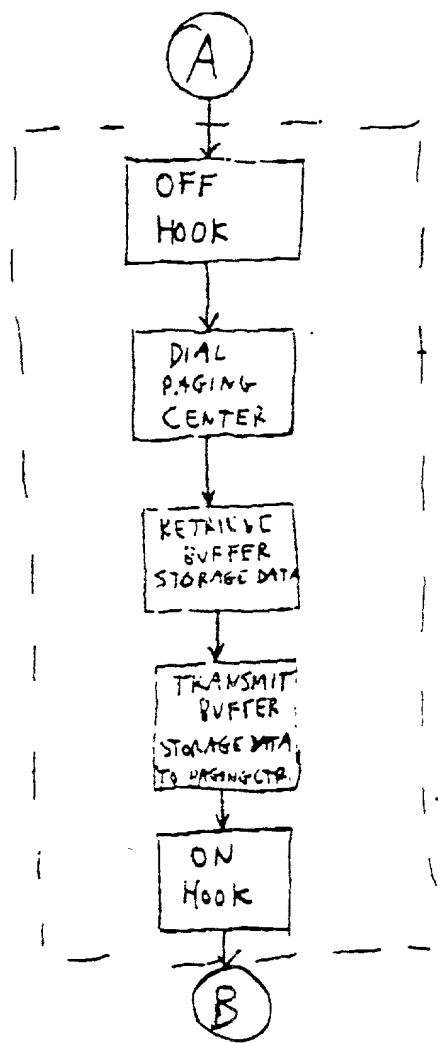 A
OFF
HOOK
DIAL
PAGING
CENTER
RETRIEVE
BUFFER
STORAGE DATA
TRANSMIT
BUFFER
STORAGE DATA
TO PAGING CTR.
ON
HOOK
B